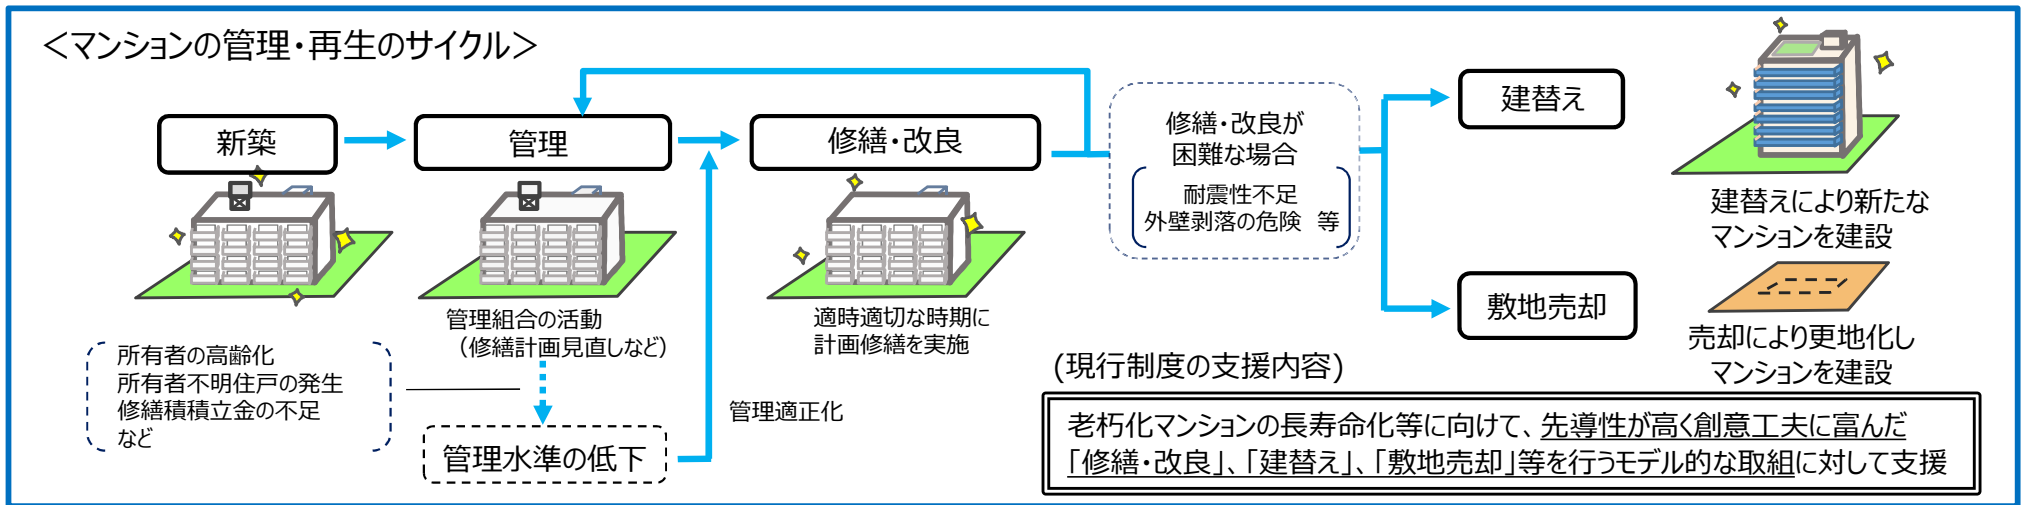 ＜マンションの管理・再生のサイクル＞
新築
管理
修繕・改良
修繕・改良が
困難な場合
耐震性不足
外壁剥落の危険　等
建替え
建替えにより新たな
マンションを建設
敷地売却
売却により更地化し
マンションを建設
管理組合の活動
（修繕計画見直しなど）
適時適切な時期に
計画修繕を実施
所有者の高齢化
所有者不明住戸の発生
修繕積積立金の不足
など
管理水準の低下
管理適正化
(現行制度の支援内容)
老朽化マンションの長寿命化等に向けて、先導性が高く創意工夫に富んだ
「修繕・改良」、「建替え」、「敷地売却」等を行うモデル的な取組に対して支援